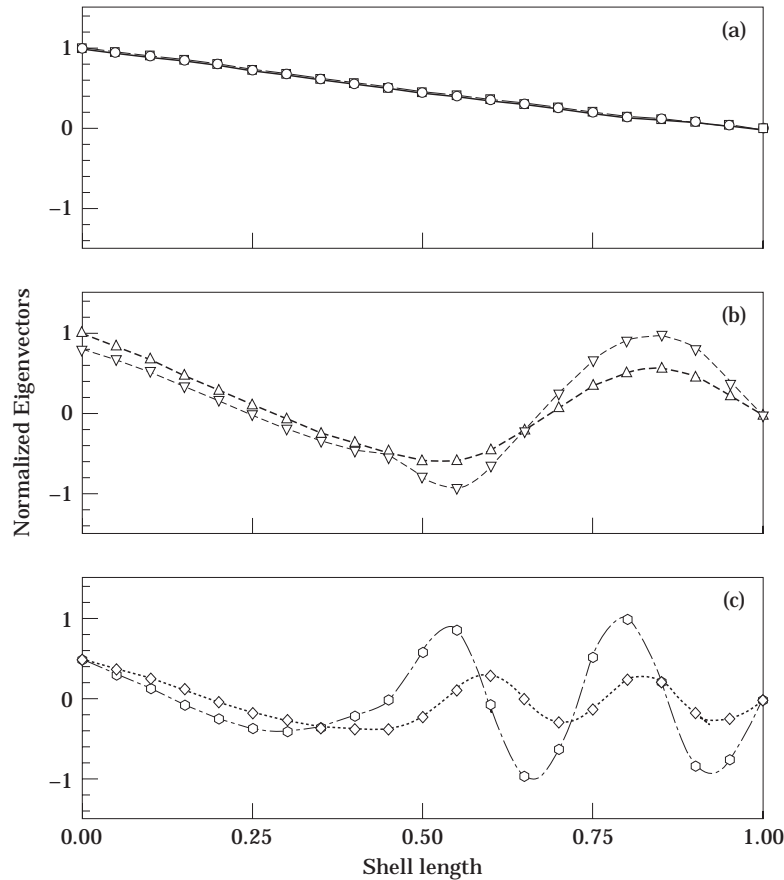 (a)
1
0
–1
(b)
1
0
–1
Normalized Eigenvectors
(c)
1
0
–1
0.00 0.25 0.50 0.75 1.00
Shell length